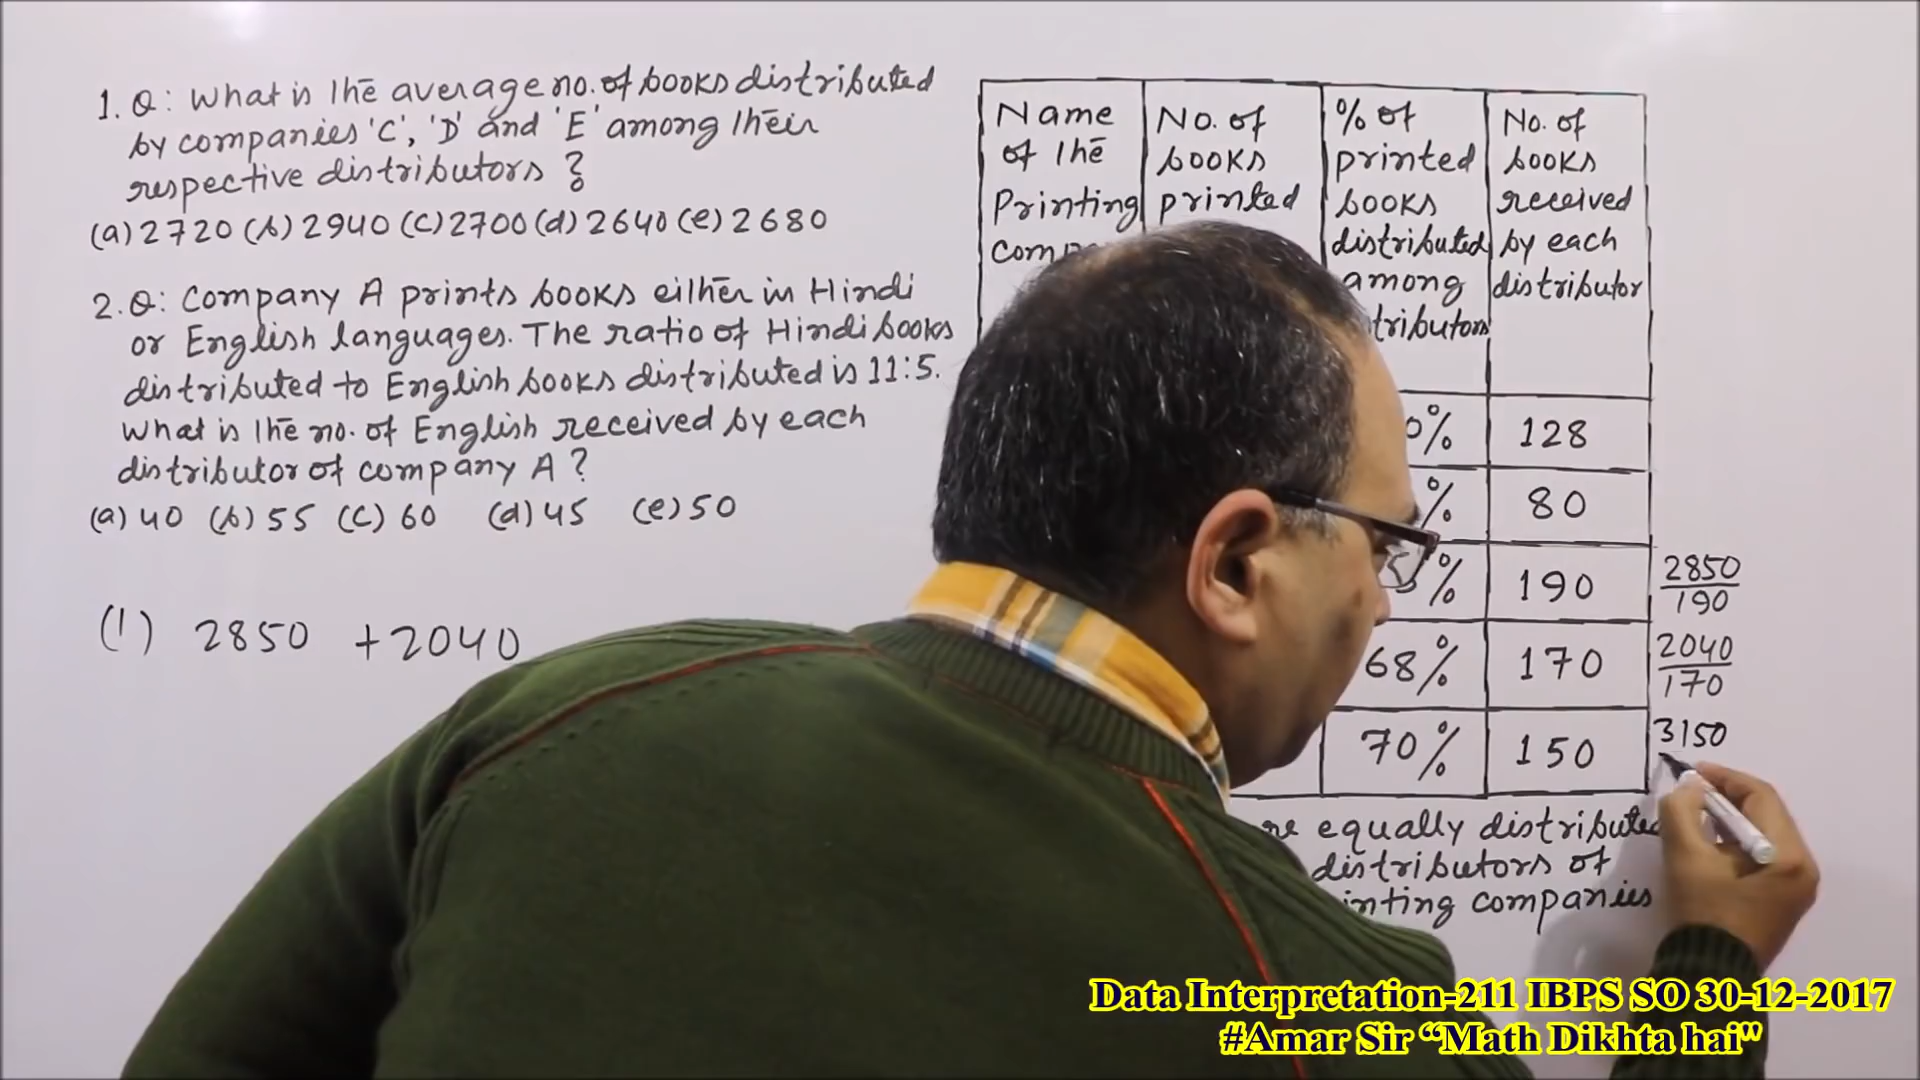 1. Q: What is the average no. of books distributed
by companies 'C', 'D' and 'E' among their
respective distributors ?
(a) 2720 (b) 2940 (c) 2700 (d) 2640 (e) 2680
2. Q: Company A prints books either in Hindi
or English languages. The ratio of Hindi books
distributed to English books distributed is 11:5.
What is the no. of English received by each
distributor of company A ?
(a) 40 (b) 55 (c) 60 (d) 45 (e) 50
(1) 2850 + 2040
Name
of the
Printing
No. of
books
printed
% of
printed
books
distributed
among
No. of
books
received
by each
distributor
128
% 80
% 190 2850/190
68% 170 2040/170
70% 150 3150
equally distributed
distributors of
companies
Data Interpretation-211 IBPS SO 30-12-2017
#Amar Sir “Math Dikhta hai"